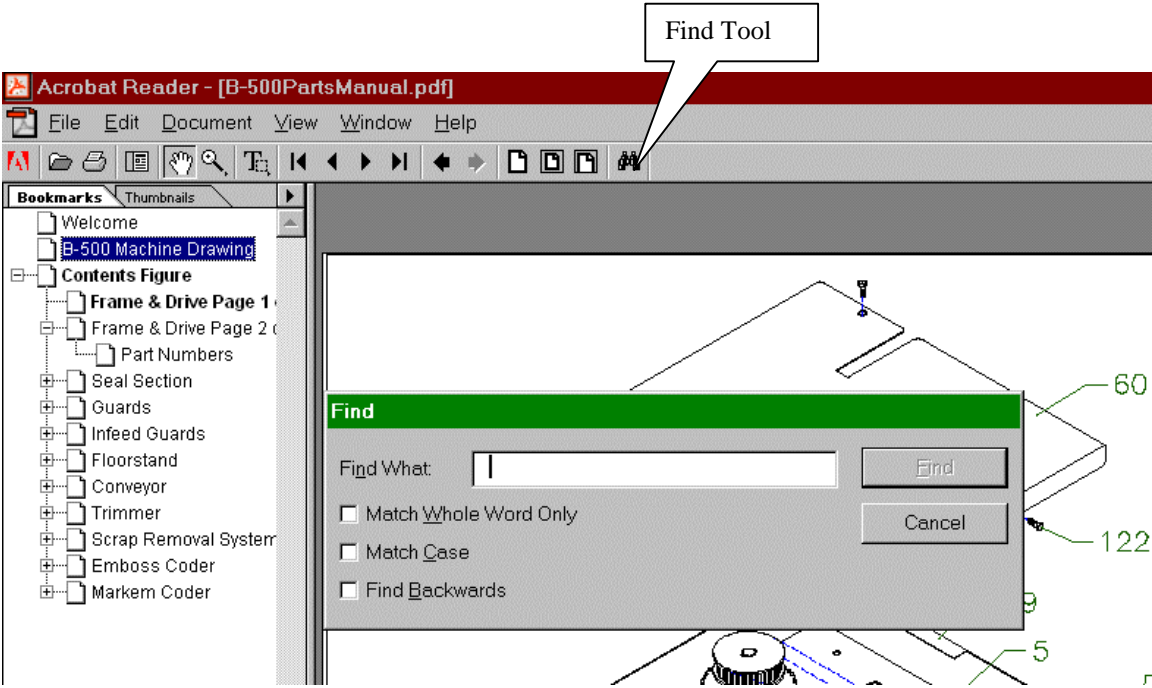 Find Tool
Acrobat Reader - [B-500PartsManual.pdf]
File Edit Document View Window Help
Bookmarks Thumbnails
Welcome
B-500 Machine Drawing
Contents Figure
Frame & Drive Page 1
Frame & Drive Page 2
Part Numbers
Seal Section
Guards
Infeed Guards
Floorstand
Conveyor
Trimmer
Scrap Removal System
Emboss Coder
Markem Coder
60
Find
Find What:
Find
Match Whole Word Only
Cancel
Match Case
122
Find Backwards
9
5